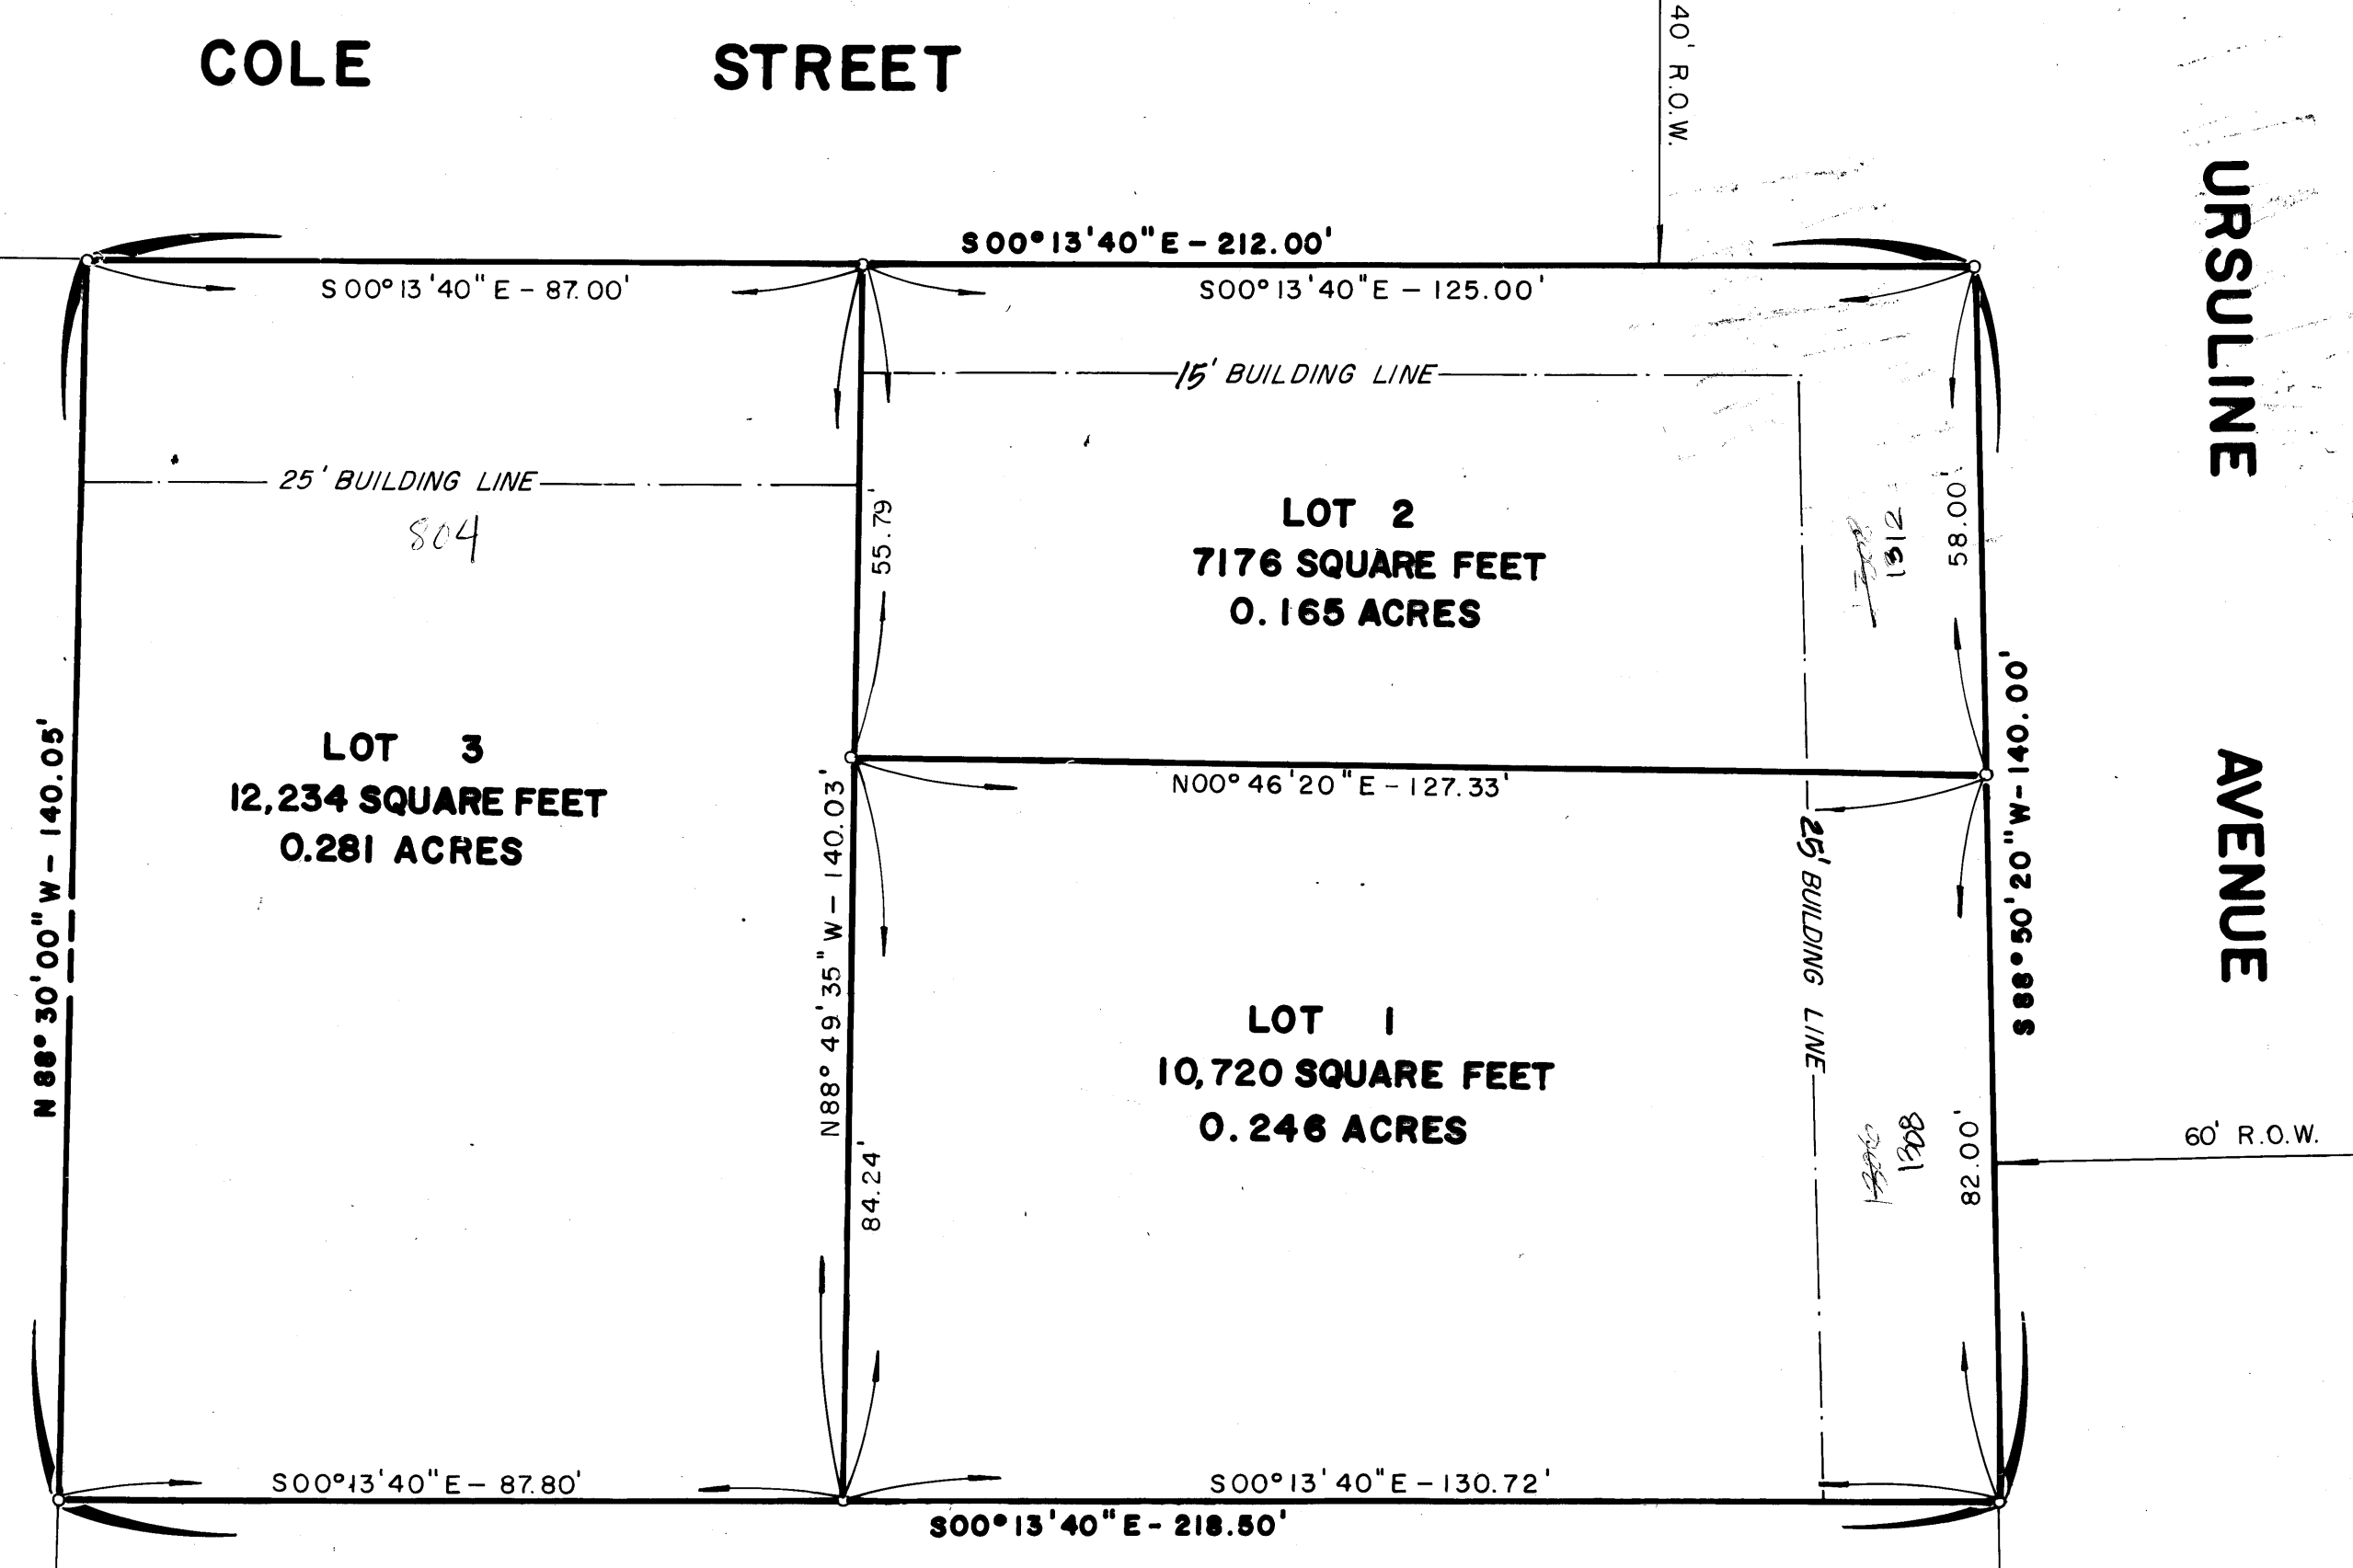 COLE STREET
40' R.O.W.
URSULINE AVENUE
S00°13'40"E-212.00'
S00°13'40"E-87.00'
S00°13'40"E-125.00'
15' BUILDING LINE
25' BUILDING LINE
804
55.79'
LOT 2
7176 SQUARE FEET
0.165 ACRES
1312
58.00'
N88°30'00"W-140.05'
LOT 3
12,234 SQUARE FEET
0.281 ACRES
N88°49'35"W-140.03'
N00°46'20"E-127.33'
S88°50'20"W-140.00'
25' BUILDING LINE
LOT 1
10,720 SQUARE FEET
0.246 ACRES
84.24'
1308
82.00'
60' R.O.W.
S00°13'40"E-87.80'
S00°13'40"E-130.72'
S00°13'40"E-218.50'